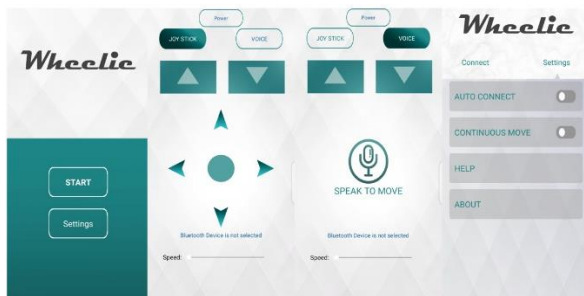 Wheelie
START
Settings
Power
JOY STICK
VOICE
Bluetooth Device is not selected
Speed:
Power
JOY STICK
VOICE
SPEAK TO MOVE
Bluetooth Device is not selected
Speed:
Wheelie
Connect
Settings
AUTO CONNECT
CONTINUOUS MOVE
HELP
ABOUT